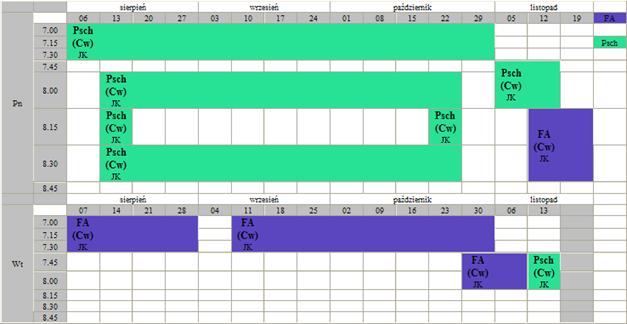 sierpień wrzesień październik listopad
06 13 20 27 03 10 17 24 01 08 15 22 29 05 12 19 FA
Pn
7.00
7.15 Psch
7.30
Psch
(Cw)
JK
7.45
8.00
Psch
(Cw)
JK
Psch
(Cw)
JK
8.15
Psch
(Cw)
JK
Psch
(Cw)
JK
FA
(Cw)
JK
8.30
Psch
(Cw)
JK
8.45
sierpień wrzesień październik listopad
07 14 21 28 04 11 18 25 02 09 16 23 30 06 13
Wt
7.00
7.15
7.30
FA
(Cw)
JK
FA
(Cw)
JK
7.45
8.00
FA
(Cw)
JK
Psch
(Cw)
JK
8.15
8.30
8.45